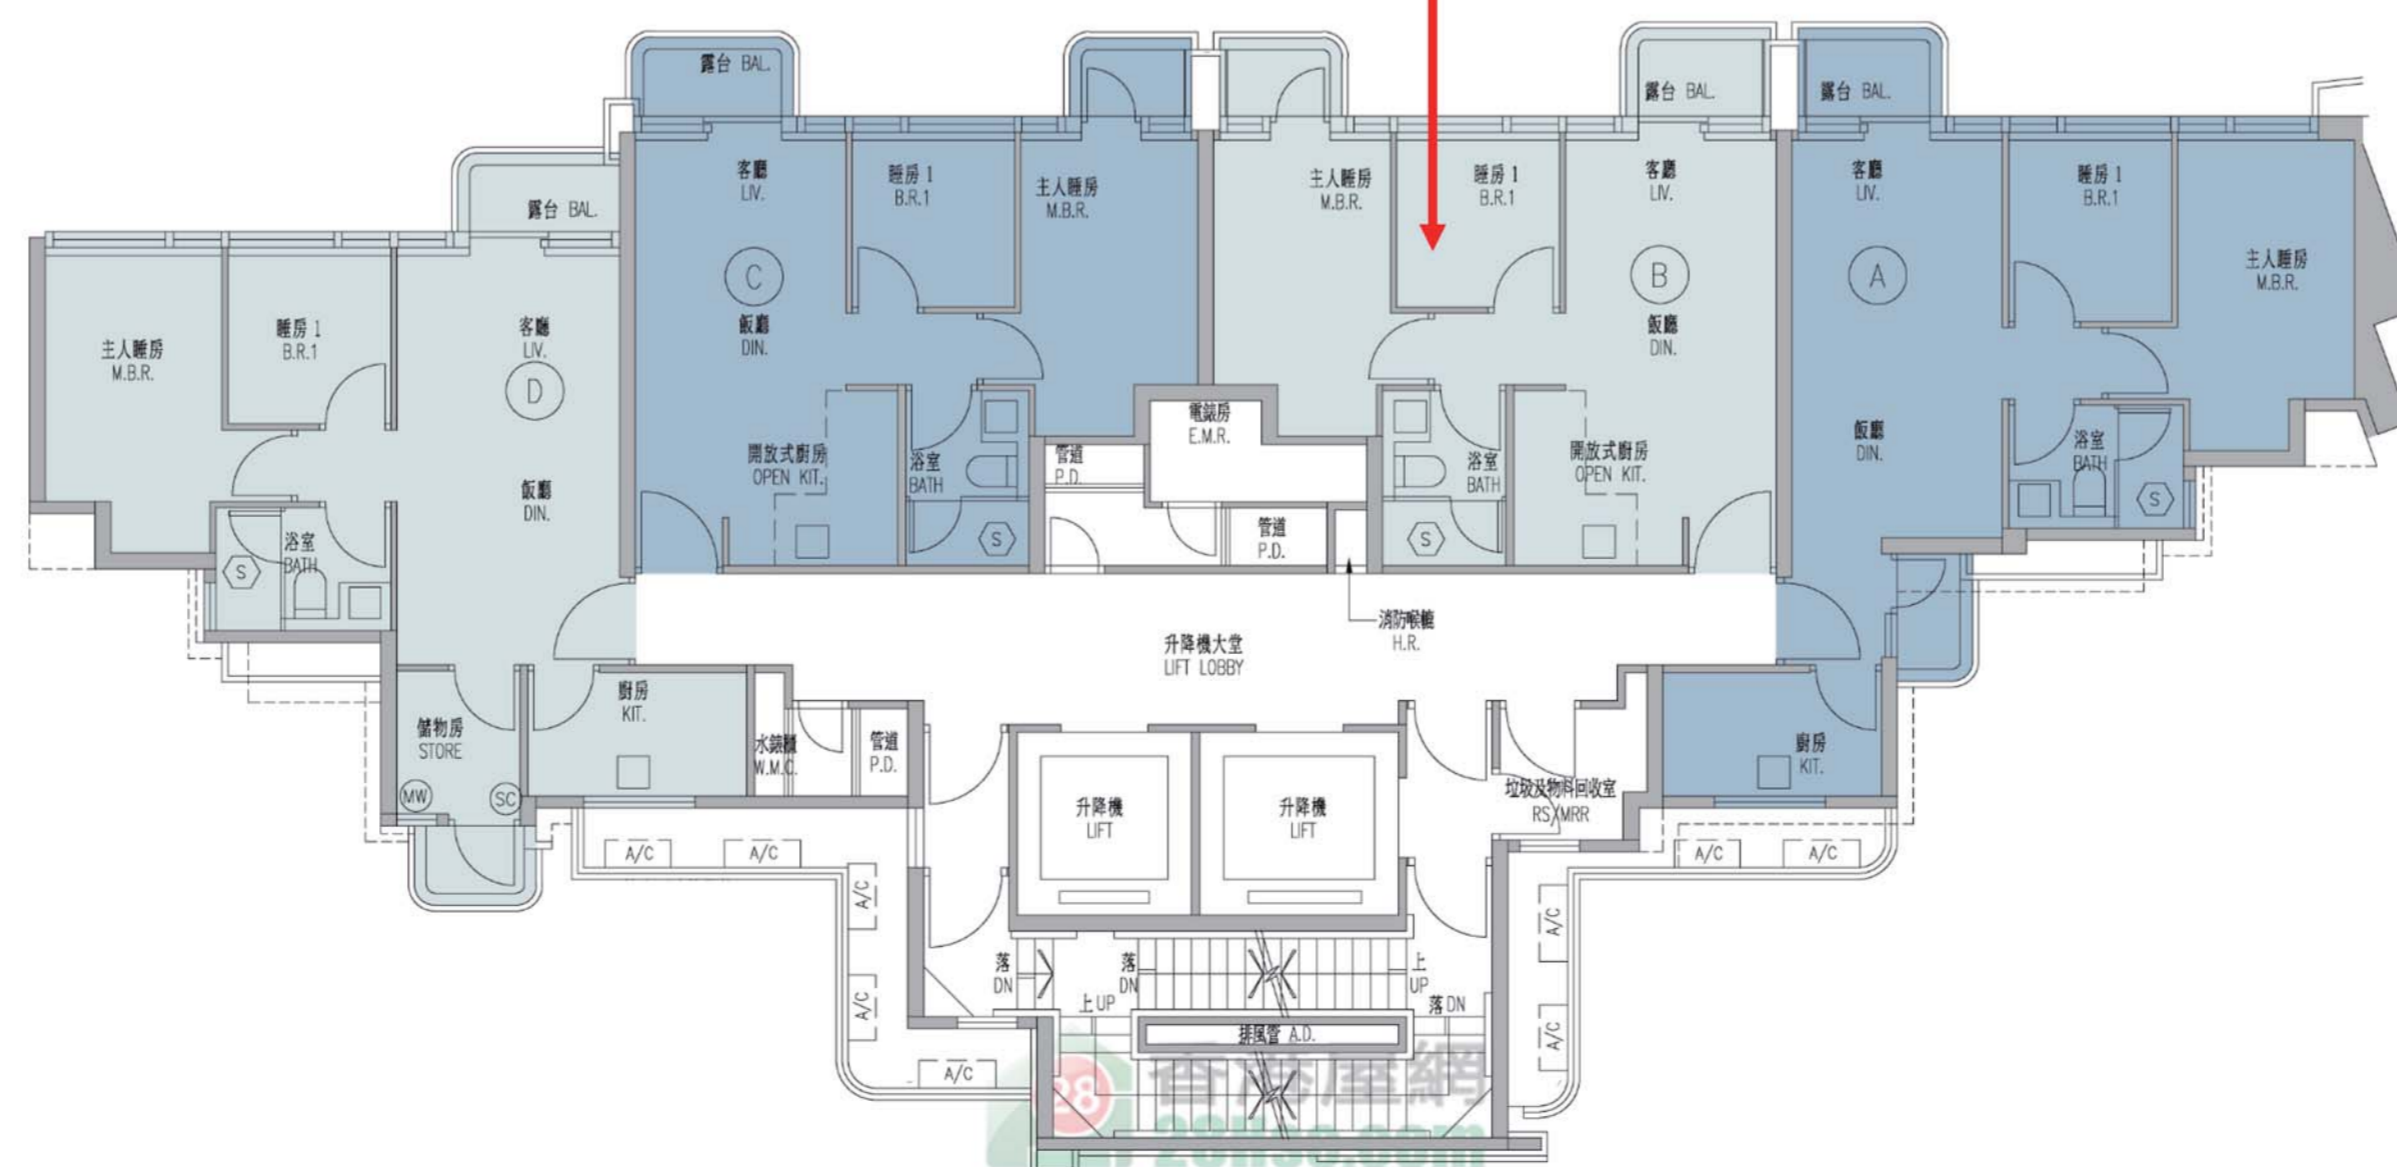 露台 BAL.
露台 BAL.
露台 BAL.
露台 BAL.
客廳
LIV.
睡房 1
B.R.1
主人睡房
M.B.R.
主人睡房
M.B.R.
睡房 1
B.R.1
客廳
LIV.
客廳
LIV.
睡房 1
B.R.1
主人睡房
M.B.R.
C
飯廳
DIN.
B
飯廳
DIN.
A
飯廳
DIN.
主人睡房
M.B.R.
睡房 1
B.R.1
客廳
LIV.
D
飯廳
DIN.
開放式廚房
OPEN KIT.
浴室
BATH
S
管道
P.D.
電錶房
E.M.R.
管道
P.D.
浴室
BATH
S
開放式廚房
OPEN KIT.
浴室
BATH
S
浴室
BATH
S
消防喉轆
H.R.
升降機大堂
LIFT LOBBY
儲物房
STORE
MW
SC
廚房
KIT.
水錶櫃
W.M.C.
管道
P.D.
升降機
LIFT
升降機
LIFT
垃圾及物料回收室
RS/MRR
廚房
KIT.
A/C
A/C
A/C
A/C
A/C
A/C
A/C
A/C
A/C
落
DN
落
DN
上
UP
上 UP
落 DN
排風管 A.D.
28
香港屋網
28Hse.com